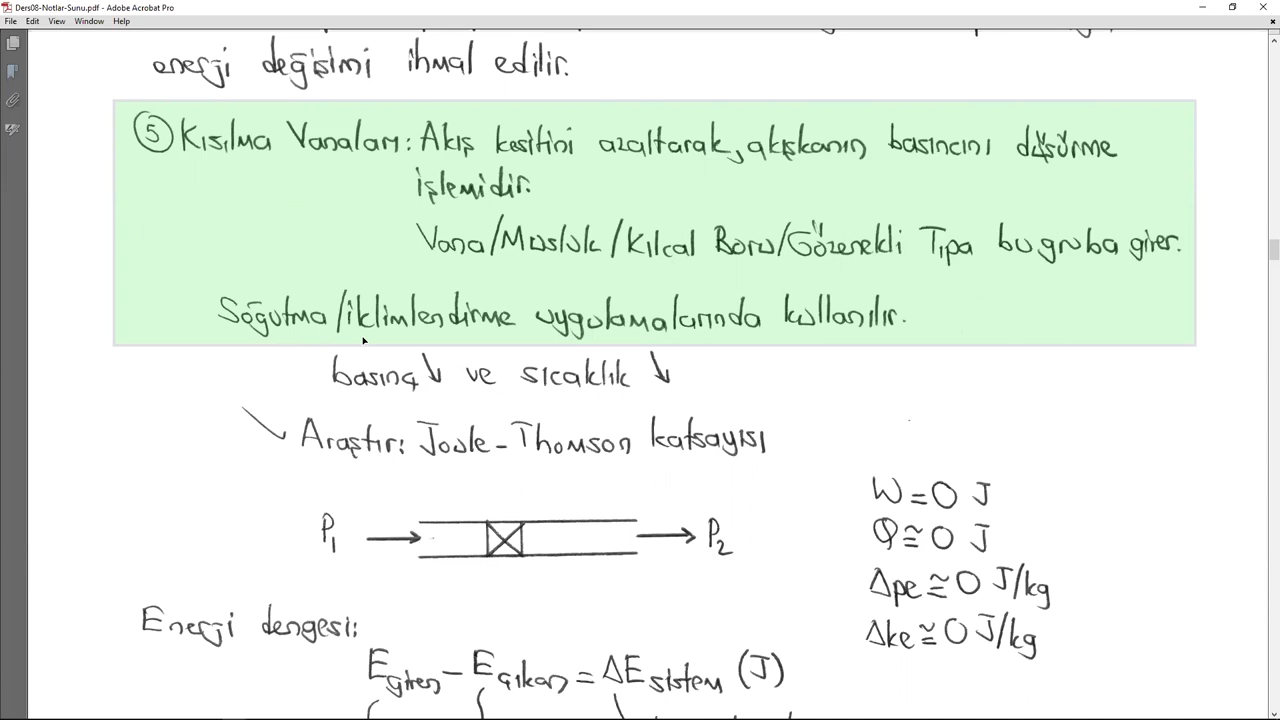 Ders08-Notlar-Sunu.pdf - Adobe Acrobat Pro
File Edit View Window Help
enerji değişimi ihmal edilir.
5 Kısılma Vanaları: Akış kesitini azaltarak, akışkanın basıncını düşürme
işlemidir.
Vana/Musluk/Kılcal Boru/Gözenekli Tıpa bu gruba girer.
Soğutma/iklimlendirme uygulamalarında kullanılır.
basınç↓ ve sıcaklık ↓
Araştır: Joule-Thomson katsayısı
W=0 J
P1 → → P2
Q≅0 J
Δpe≅0 J/kg
Δke≅0 J/kg
Enerji dengesi:
Egiren - Eçıkan = ΔEsistem (J)